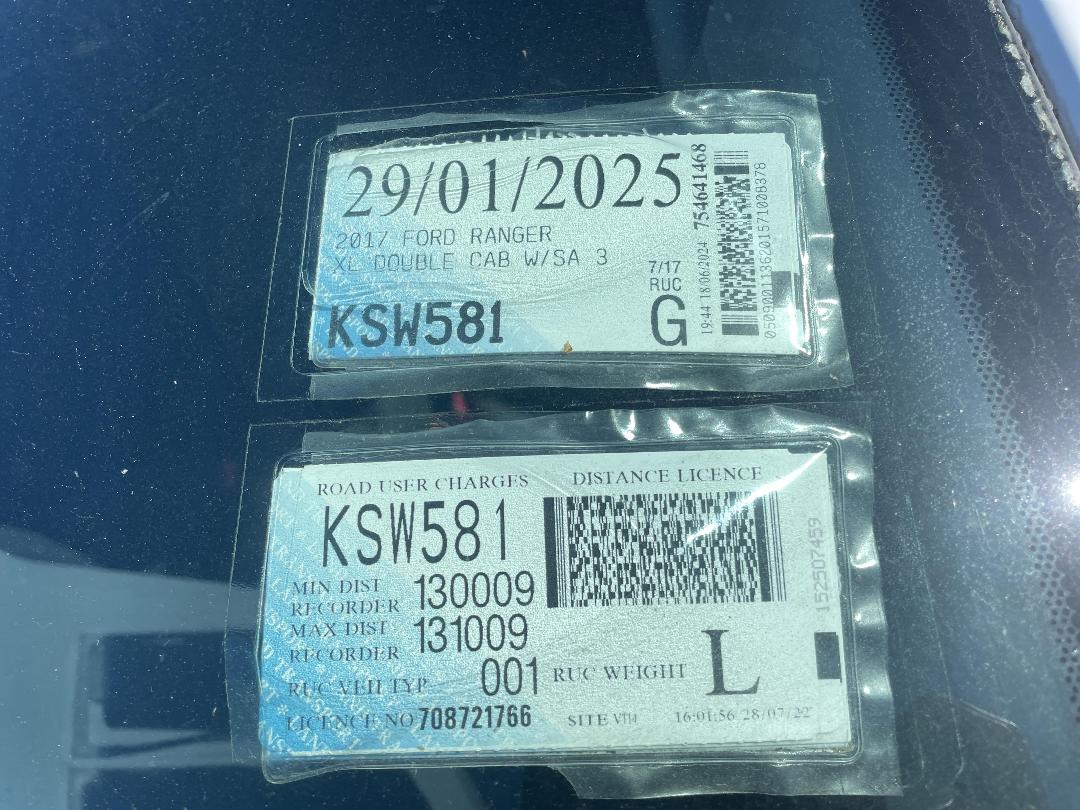 29/01/2025
2017 FORD RANGER
XL DOUBLE CAB W/SA 3
7/17
RUC
KSW581
G
19:44 18/06/2024 754641468
ROAD USER CHARGES DISTANCE LICENCE
KSW581
MIN DIST
RECORDER 130009
MAX DIST
RECORDER 131009
RUC VEH TYP 001 RUC WEIGHT L
LICENCE NO 708721766 SITE VTH 16:01:56 28/07/22
152507459